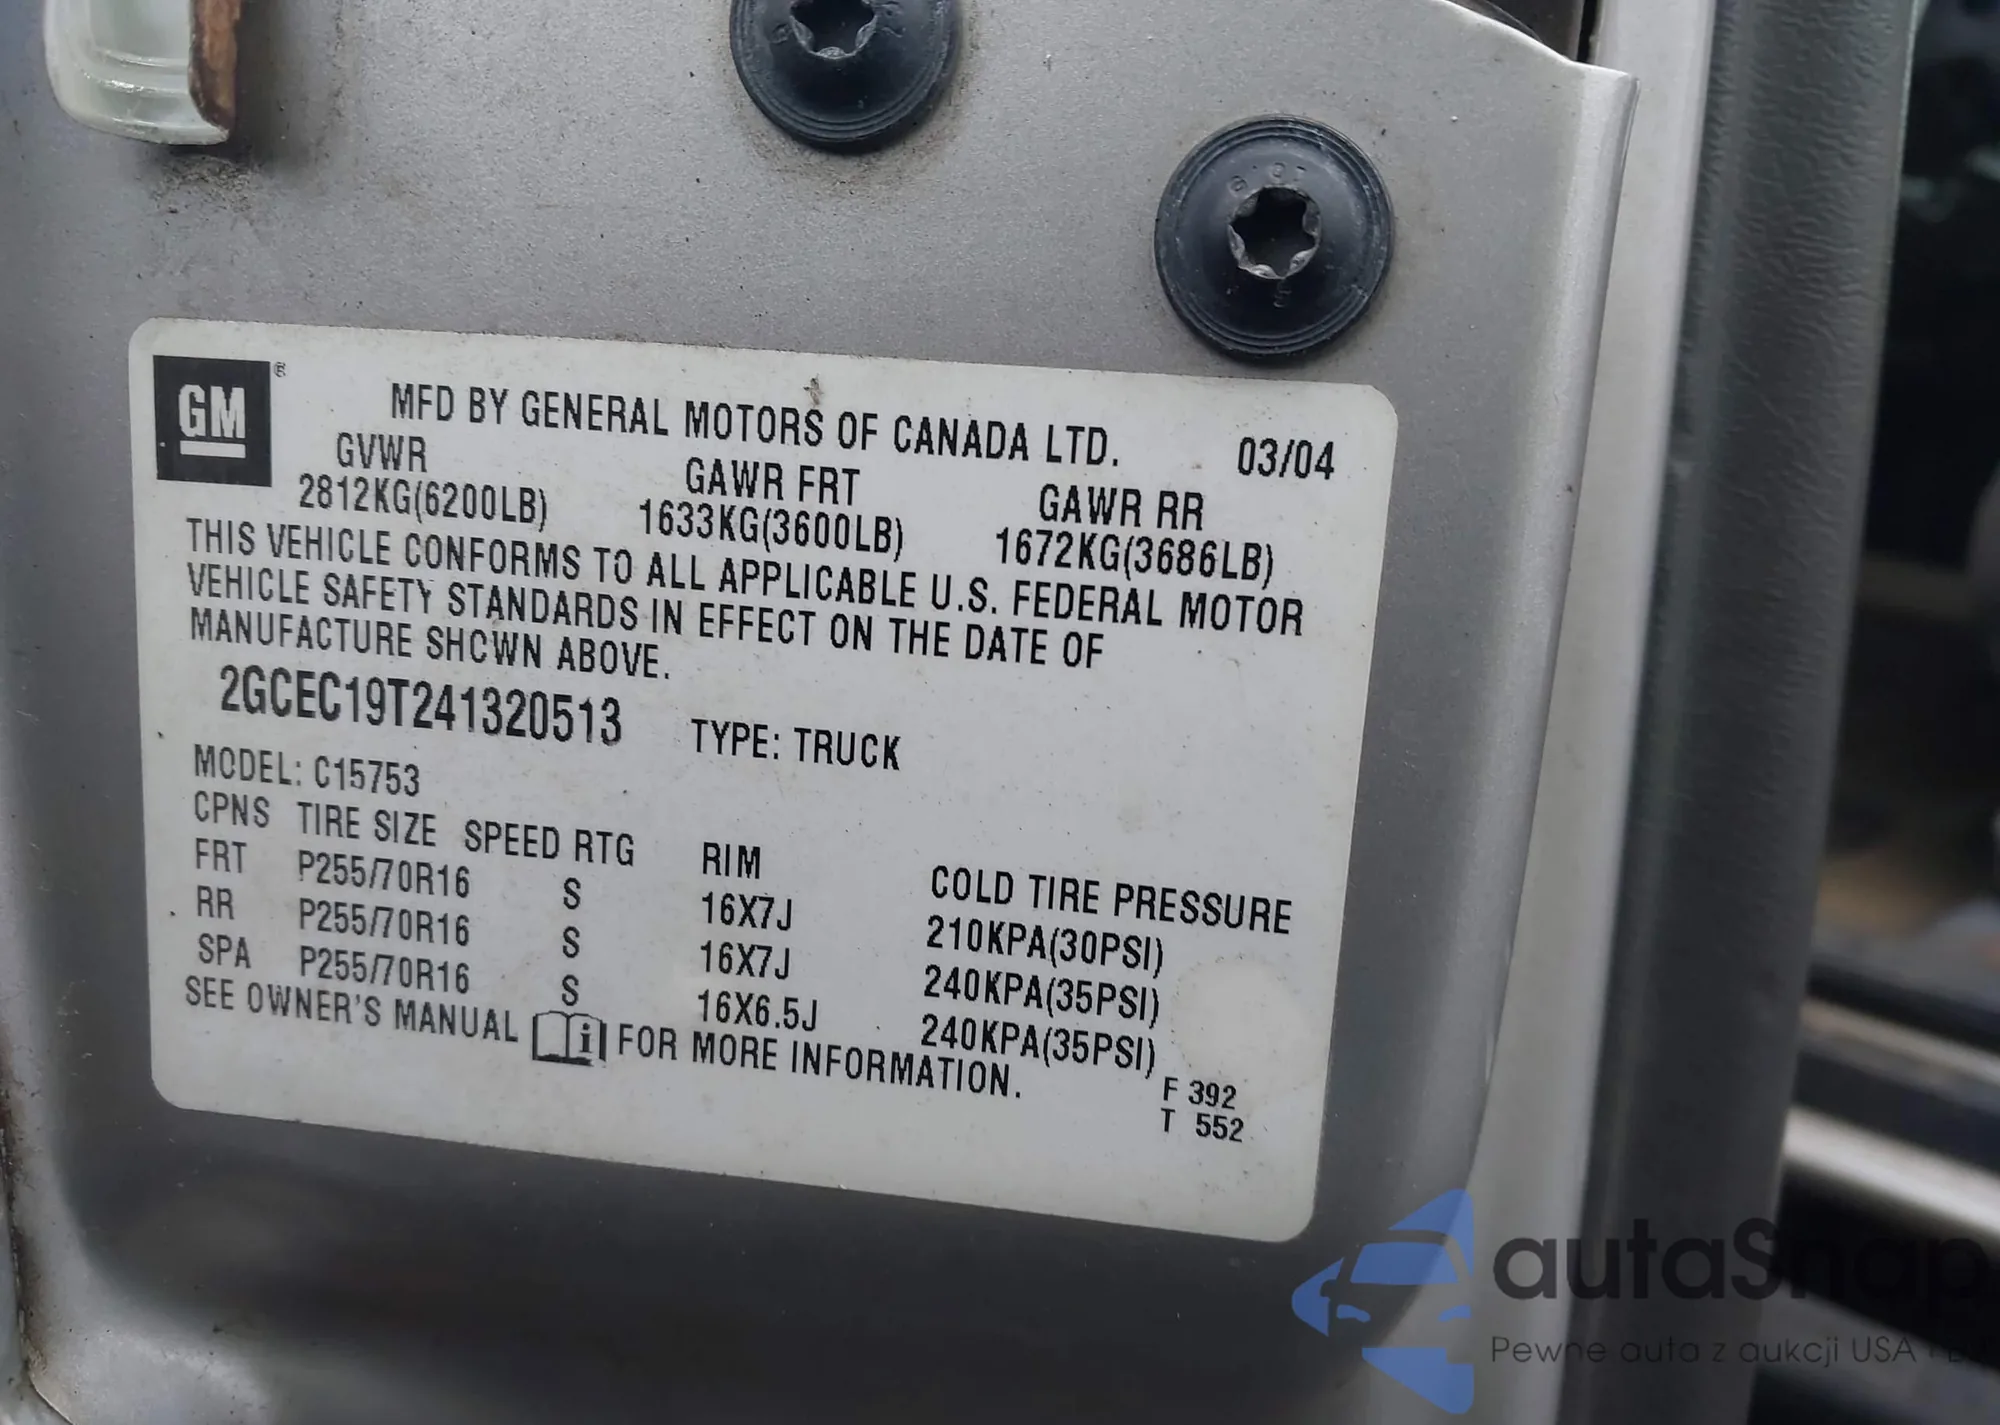 GM®
MFD BY GENERAL MOTORS OF CANADA LTD. 03/04
GVWR GAWR FRT GAWR RR
2812KG(6200LB) 1633KG(3600LB) 1672KG(3686LB)
THIS VEHICLE CONFORMS TO ALL APPLICABLE U.S. FEDERAL MOTOR
VEHICLE SAFETY STANDARDS IN EFFECT ON THE DATE OF
MANUFACTURE SHOWN ABOVE.
2GCEC19T241320513 TYPE: TRUCK
MODEL: C15753
CPNS TIRE SIZE SPEED RTG RIM COLD TIRE PRESSURE
FRT P255/70R16 S 16X7J 210KPA(30PSI)
RR P255/70R16 S 16X7J 240KPA(35PSI)
SPA P255/70R16 S 16X6.5J 240KPA(35PSI)
SEE OWNER'S MANUAL i FOR MORE INFORMATION.
F 392
T 552
autaSnap
Pewne auta z aukcji USA